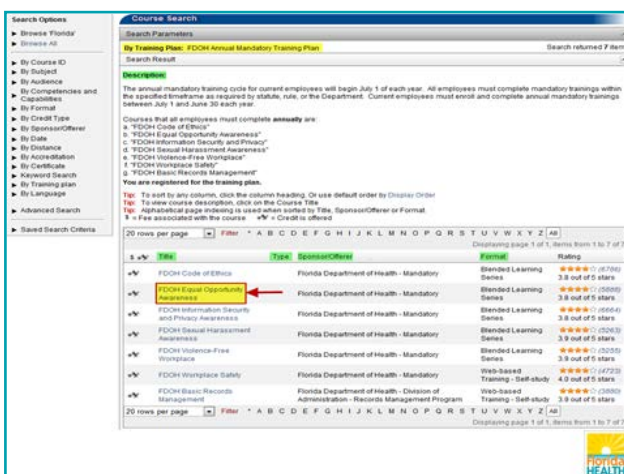 Search Options
Browse 'Florida'
Browse All
By Course ID
By Subject
By Audience
By Competencies and
Capabilities
By Format
By Credit Type
By Sponsor/Offerer
By Date
By Distance
By Accreditation
By Certificate
Keyword Search
By Training plan
By Language
Advanced Search
Saved Search Criteria
Course Search
Search Parameters
By Training Plan: FDOH Annual Mandatory Training Plan
Search returned 7 item
Search Result
Description:
The annual mandatory training cycle for current employees will begin July 1 of each year. All employees must complete mandatory trainings within
the specified timeframe as required by statute, rule, or the Department. Current employees must enroll and complete annual mandatory trainings
between July 1 and June 30 each year.
Courses that all employees must complete annually are:
a. "FDOH Code of Ethics"
b. "FDOH Equal Opportunity Awareness"
c. "FDOH Information Security and Privacy"
d. "FDOH Sexual Harassment Awareness"
e. "FDOH Violence-Free Workplace"
f. "FDOH Workplace Safety"
g. "FDOH Basic Records Management"
You are registered for the training plan.
Tip: To sort by any column, click the column heading. Or use default order by Display Order
Tip: To view course description, click on the Course Title
Tip: Alphabetical page indexing is used when sorted by Title, Sponsor/Offerer or Format.
$ = Fee associated with the course = Credit is offered
20 rows per page Filter * A B C D E F G H I J K L M N O P Q R S T U V W X Y Z All
Displaying page 1 of 1, items from 1 to 7 of 7
$ Title Type Sponsor/Offerer Format Rating
FDOH Code of Ethics Florida Department of Health - Mandatory Blended Learning
Series (6786)
3.8 out of 5 stars
FDOH Equal Opportunity
Awareness Florida Department of Health - Mandatory Blended Learning
Series (5888)
3.8 out of 5 stars
FDOH Information Security
and Privacy Awareness Florida Department of Health - Mandatory Blended Learning
Series (6664)
3.8 out of 5 stars
FDOH Sexual Harassment
Awareness Florida Department of Health - Mandatory Blended Learning
Series (5263)
3.9 out of 5 stars
FDOH Violence-Free
Workplace Florida Department of Health - Mandatory Blended Learning
Series (5255)
3.9 out of 5 stars
FDOH Workplace Safety Florida Department of Health - Mandatory Web-based
Training - Self-study (4723)
4.0 out of 5 stars
FDOH Basic Records
Management Florida Department of Health - Division of
Administration - Records Management Program Web-based
Training - Self-study (3880)
3.9 out of 5 stars
20 rows per page Filter * A B C D E F G H I J K L M N O P Q R S T U V W X Y Z All
Displaying page 1 of 1, items from 1 to 7 of 7
Florida
HEALTH